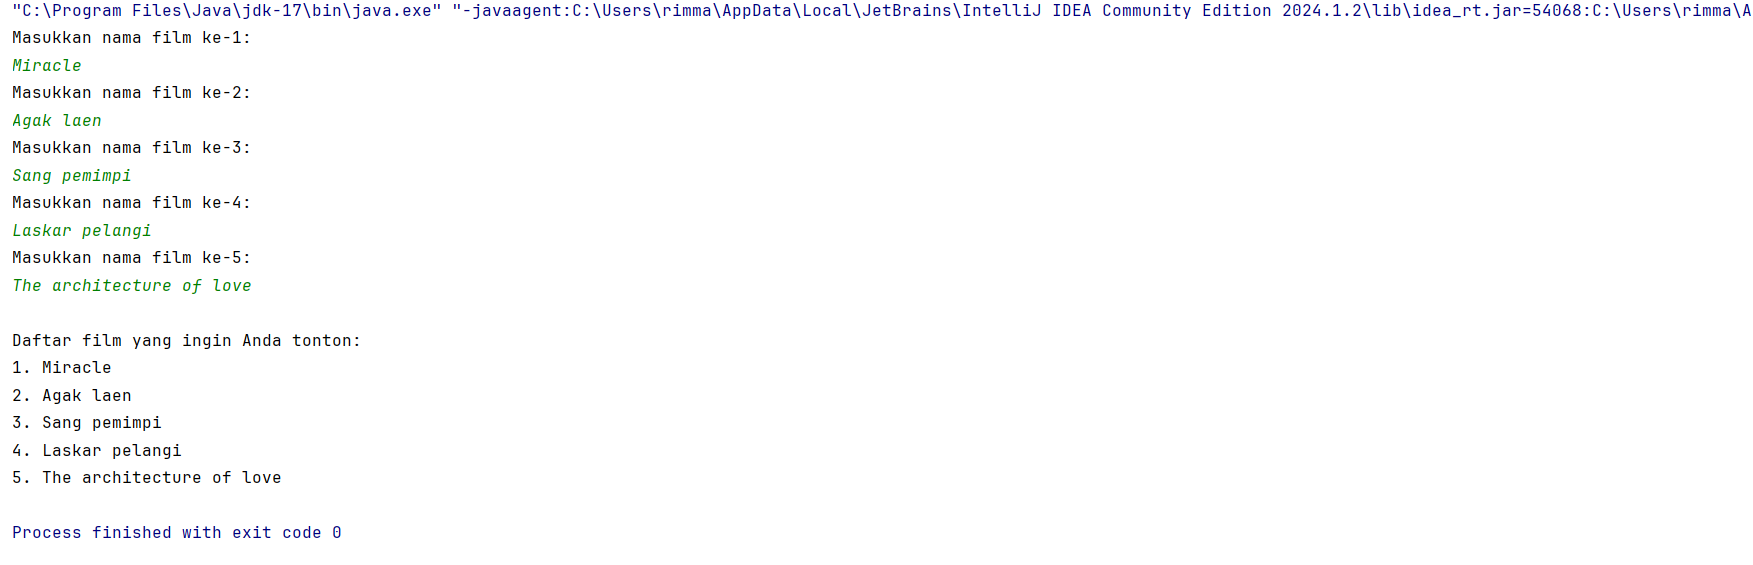 "C:\Program Files\Java\jdk-17\bin\java.exe" "-javaagent:C:\Users\rimma\AppData\Local\JetBrains\IntelliJ IDEA Community Edition 2024.1.2\lib\idea_rt.jar=54068:C:\Users\rimma\A
Masukkan nama film ke-1:
Miracle
Masukkan nama film ke-2:
Agak laen
Masukkan nama film ke-3:
Sang pemimpi
Masukkan nama film ke-4:
Laskar pelangi
Masukkan nama film ke-5:
The architecture of love
Daftar film yang ingin Anda tonton:
1. Miracle
2. Agak laen
3. Sang pemimpi
4. Laskar pelangi
5. The architecture of love
Process finished with exit code 0